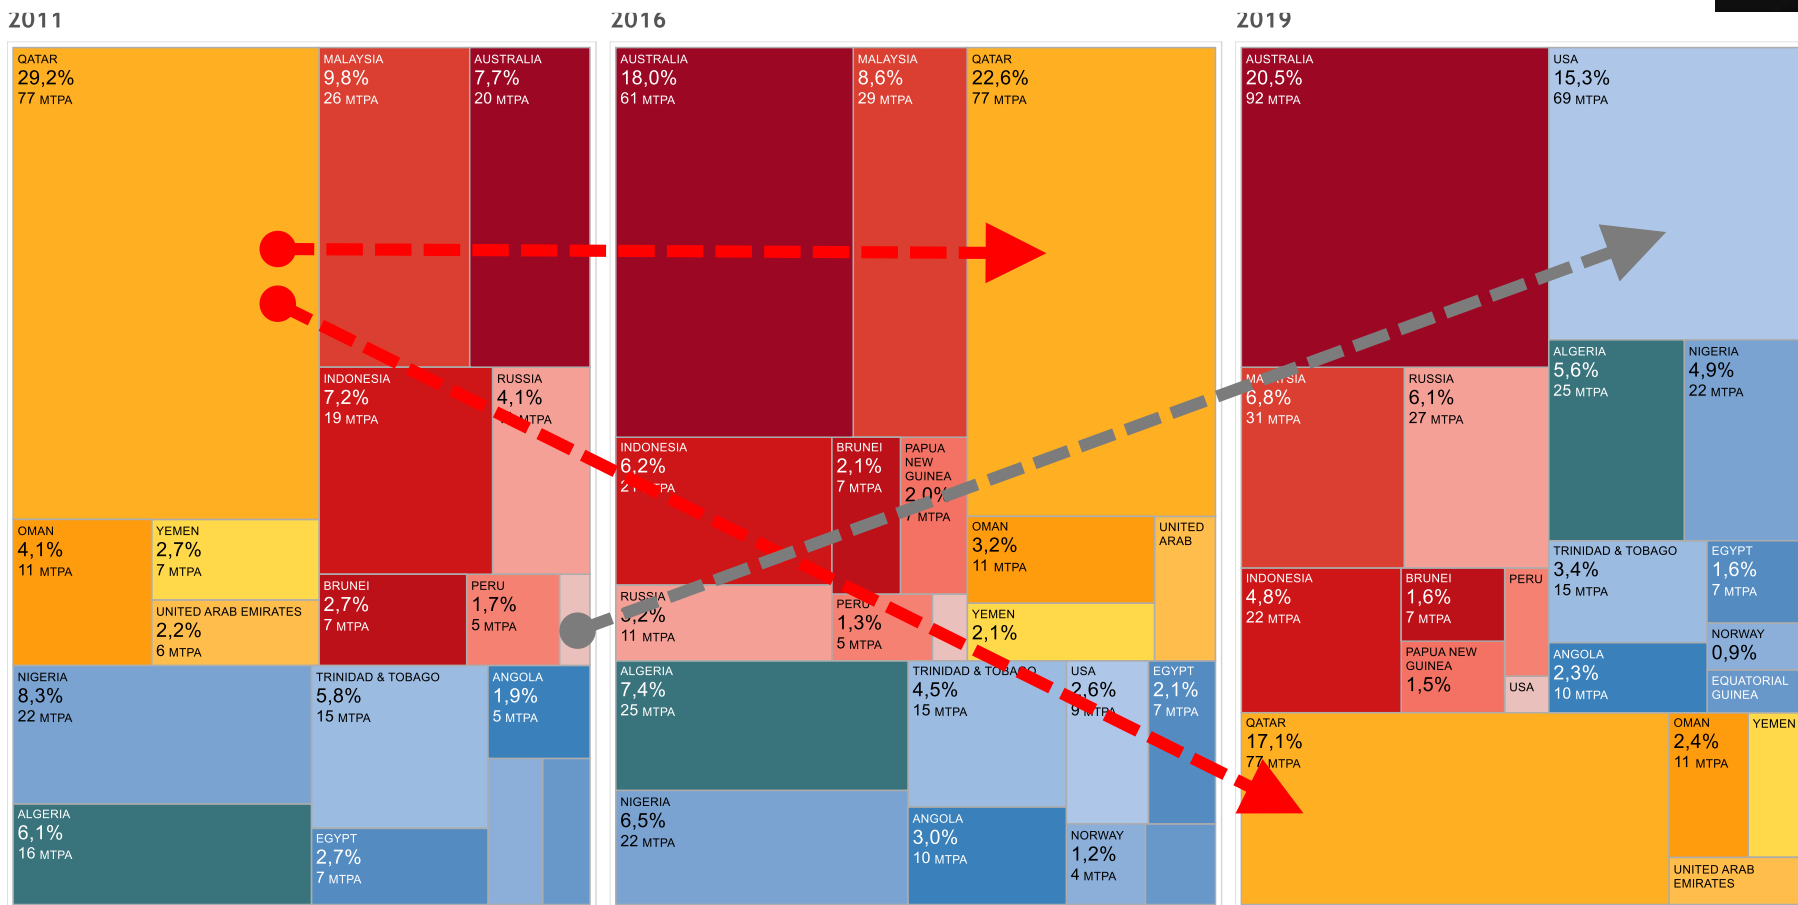 2011
QATAR
29,2%
77 MTPA
MALAYSIA
9,8%
26 MTPA
AUSTRALIA
7,7%
20 MTPA
INDONESIA
7,2%
19 MTPA
RUSSIA
4,1%
MTPA
OMAN
4,1%
11 MTPA
YEMEN
2,7%
7 MTPA
UNITED ARAB EMIRATES
2,2%
6 MTPA
BRUNEI
2,7%
7 MTPA
PERU
1,7%
5 MTPA
NIGERIA
8,3%
22 MTPA
TRINIDAD & TOBAGO
5,8%
15 MTPA
ANGOLA
1,9%
5 MTPA
ALGERIA
6,1%
16 MTPA
EGYPT
2,7%
7 MTPA
2016
AUSTRALIA
18,0%
61 MTPA
MALAYSIA
8,6%
29 MTPA
QATAR
22,6%
77 MTPA
INDONESIA
6,2%
21 MTPA
BRUNEI
2,1%
7 MTPA
PAPUA
NEW
GUINEA
2,0%
7 MTPA
OMAN
3,2%
11 MTPA
UNITED
ARAB
RUSSIA
3,2%
11 MTPA
PERU
1,3%
5 MTPA
YEMEN
2,1%
ALGERIA
7,4%
25 MTPA
TRINIDAD & TOBAGO
4,5%
15 MTPA
USA
2,6%
9 MTPA
EGYPT
2,1%
7 MTPA
NIGERIA
6,5%
22 MTPA
ANGOLA
3,0%
10 MTPA
NORWAY
1,2%
4 MTPA
2019
AUSTRALIA
20,5%
92 MTPA
USA
15,3%
69 MTPA
MALAYSIA
6,8%
31 MTPA
RUSSIA
6,1%
27 MTPA
ALGERIA
5,6%
25 MTPA
NIGERIA
4,9%
22 MTPA
INDONESIA
4,8%
22 MTPA
BRUNEI
1,6%
7 MTPA
PERU
PAPUA NEW
GUINEA
1,5%
USA
TRINIDAD & TOBAGO
3,4%
15 MTPA
EGYPT
1,6%
7 MTPA
NORWAY
0,9%
ANGOLA
2,3%
10 MTPA
EQUATORIAL
GUINEA
QATAR
17,1%
77 MTPA
OMAN
2,4%
11 MTPA
YEMEN
UNITED ARAB
EMIRATES